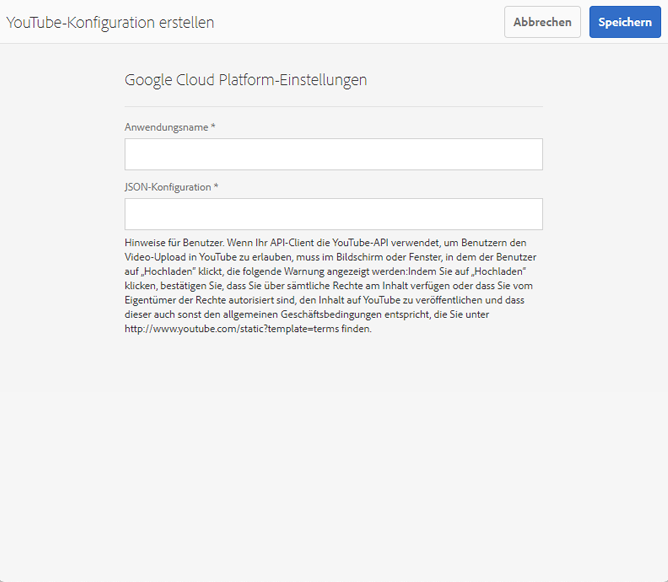 YouTube-Konfiguration erstellen
Abbrechen
Speichern
Google Cloud Platform-Einstellungen
Anwendungsname *
JSON-Konfiguration *
Hinweise für Benutzer. Wenn Ihr API-Client die YouTube-API verwendet, um Benutzern den
Video-Upload in YouTube zu erlauben, muss im Bildschirm oder Fenster, in dem der Benutzer
auf „Hochladen" klickt, die folgende Warnung angezeigt werden:Indem Sie auf „Hochladen"
klicken, bestätigen Sie, dass Sie über sämtliche Rechte am Inhalt verfügen oder dass Sie vom
Eigentümer der Rechte autorisiert sind, den Inhalt auf YouTube zu veröffentlichen und dass
dieser auch sonst den allgemeinen Geschäftsbedingungen entspricht, die Sie unter
http://www.youtube.com/static?template=terms finden.